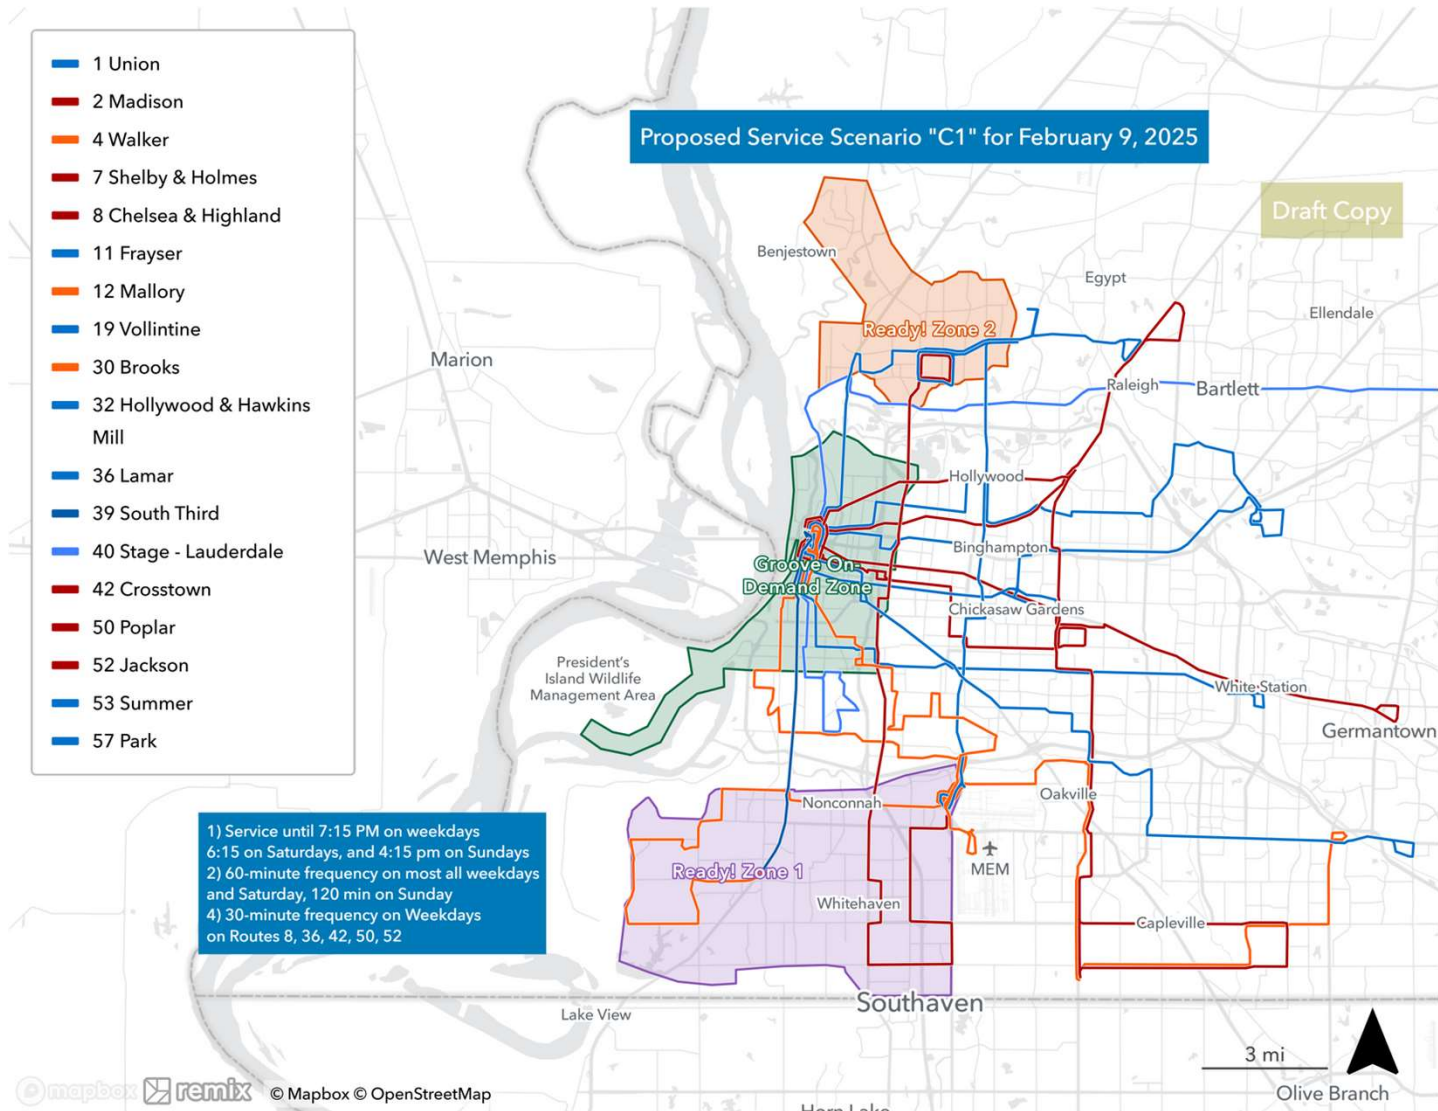 1 Union
2 Madison
4 Walker
7 Shelby & Holmes
8 Chelsea & Highland
11 Frayser
12 Mallory
19 Vollintine
30 Brooks
32 Hollywood & Hawkins
Mill
36 Lamar
39 South Third
40 Stage - Lauderdale
42 Crosstown
50 Poplar
52 Jackson
53 Summer
57 Park
Proposed Service Scenario "C1" for February 9, 2025
Draft Copy
Benjestown
Egypt
Ellendale
Ready! Zone 2
Marion
Raleigh
Bartlett
Hollywood
West Memphis
Binghampton
Groove On-
Demand Zone
Chickasaw Gardens
President's
Island Wildlife
Management Area
White Station
Germantown
Oakville
Nonconnah
1) Service until 7:15 PM on weekdays
6:15 on Saturdays, and 4:15 pm on Sundays
2) 60-minute frequency on most all weekdays
and Saturday, 120 min on Sunday
4) 30-minute frequency on Weekdays
on Routes 8, 36, 42, 50, 52
MEM
Ready! Zone 1
Whitehaven
Capleville
Southaven
Lake View
3 mi
Olive Branch
mapbox
remix
© Mapbox © OpenStreetMap
Horn Lake